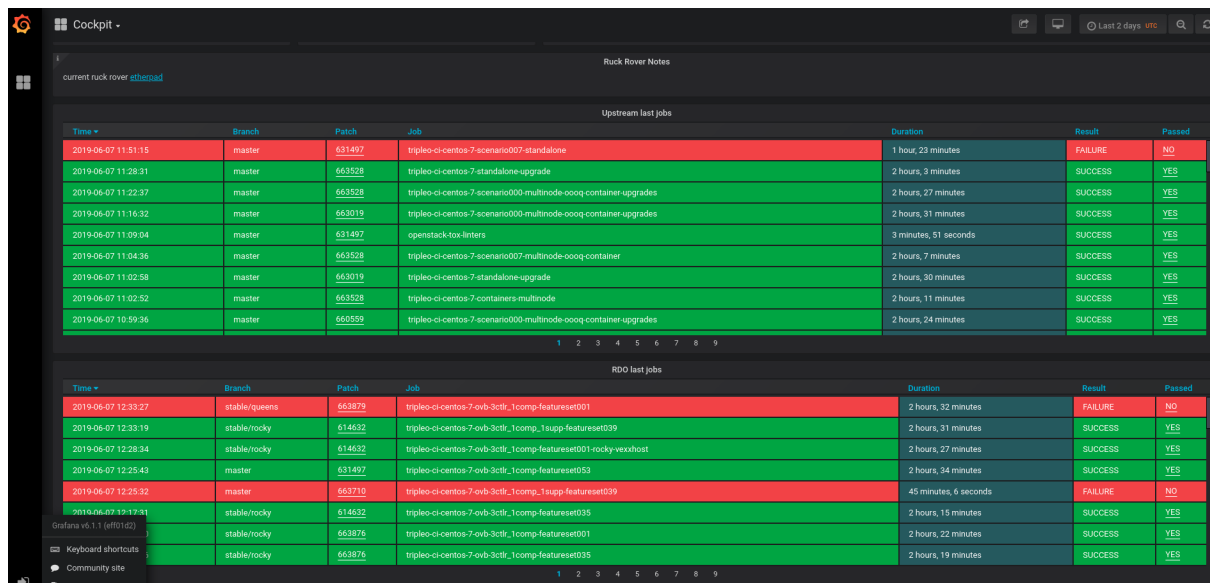 Cockpit
Last 2 days UTC
Ruck Rover Notes
current ruck rover etherpad
Upstream last jobs
Time Branch Patch Job Duration Result Passed
2019-06-07 11:51:15 master 631497 tripleo-ci-centos-7-scenario007-standalone 1 hour, 23 minutes FAILURE NO
2019-06-07 11:28:31 master 663528 tripleo-ci-centos-7-standalone-upgrade 2 hours, 3 minutes SUCCESS YES
2019-06-07 11:22:37 master 663528 tripleo-ci-centos-7-scenario000-multinode-oooq-container-upgrades 2 hours, 27 minutes SUCCESS YES
2019-06-07 11:16:32 master 663019 tripleo-ci-centos-7-scenario000-multinode-oooq-container-upgrades 2 hours, 31 minutes SUCCESS YES
2019-06-07 11:09:04 master 631497 openstack-tox-linters 3 minutes, 51 seconds SUCCESS YES
2019-06-07 11:04:36 master 663528 tripleo-ci-centos-7-scenario000-multinode-oooq-container 2 hours, 7 minutes SUCCESS YES
2019-06-07 11:02:58 master 663019 tripleo-ci-centos-7-standalone-upgrade 2 hours, 30 minutes SUCCESS YES
2019-06-07 11:02:52 master 663528 tripleo-ci-centos-7-containers-multinode 2 hours, 11 minutes SUCCESS YES
2019-06-07 10:59:36 master 660559 tripleo-ci-centos-7-scenario000-multinode-oooq-container-upgrades 2 hours, 24 minutes SUCCESS YES
1 2 3 4 5 6 7 8 9
RDO last jobs
Time Branch Patch Job Duration Result Passed
2019-06-07 12:33:27 stable/queens 663879 tripleo-ci-centos-7-ovb-3ctlr_1comp-featureset001 2 hours, 32 minutes FAILURE NO
2019-06-07 12:33:19 stable/rocky 614632 tripleo-ci-centos-7-ovb-3ctlr_1comp_1supp-featureset039 2 hours, 31 minutes SUCCESS YES
2019-06-07 12:28:34 stable/rocky 614632 tripleo-ci-centos-7-ovb-3ctlr_1comp-featureset001-rocky-vexxhost 2 hours, 27 minutes SUCCESS YES
2019-06-07 12:25:43 master 631497 tripleo-ci-centos-7-ovb-3ctlr_1comp-featureset053 2 hours, 34 minutes SUCCESS YES
2019-06-07 12:25:32 master 663710 tripleo-ci-centos-7-ovb-3ctlr_1comp_1supp-featureset039 45 minutes, 6 seconds FAILURE NO
2019-06-07 12:17:31 stable/rocky 614632 tripleo-ci-centos-7-ovb-3ctlr_1comp-featureset035 2 hours, 15 minutes SUCCESS YES
Grafana v6.1.1 (eff01d2)
stable/rocky 663876 tripleo-ci-centos-7-ovb-3ctlr_1comp-featureset001 2 hours, 22 minutes SUCCESS YES
Keyboard shortcuts stable/rocky 663876 tripleo-ci-centos-7-ovb-3ctlr_1comp-featureset035 2 hours, 19 minutes SUCCESS YES
Community site
1 2 3 4 5 6 7 8 9